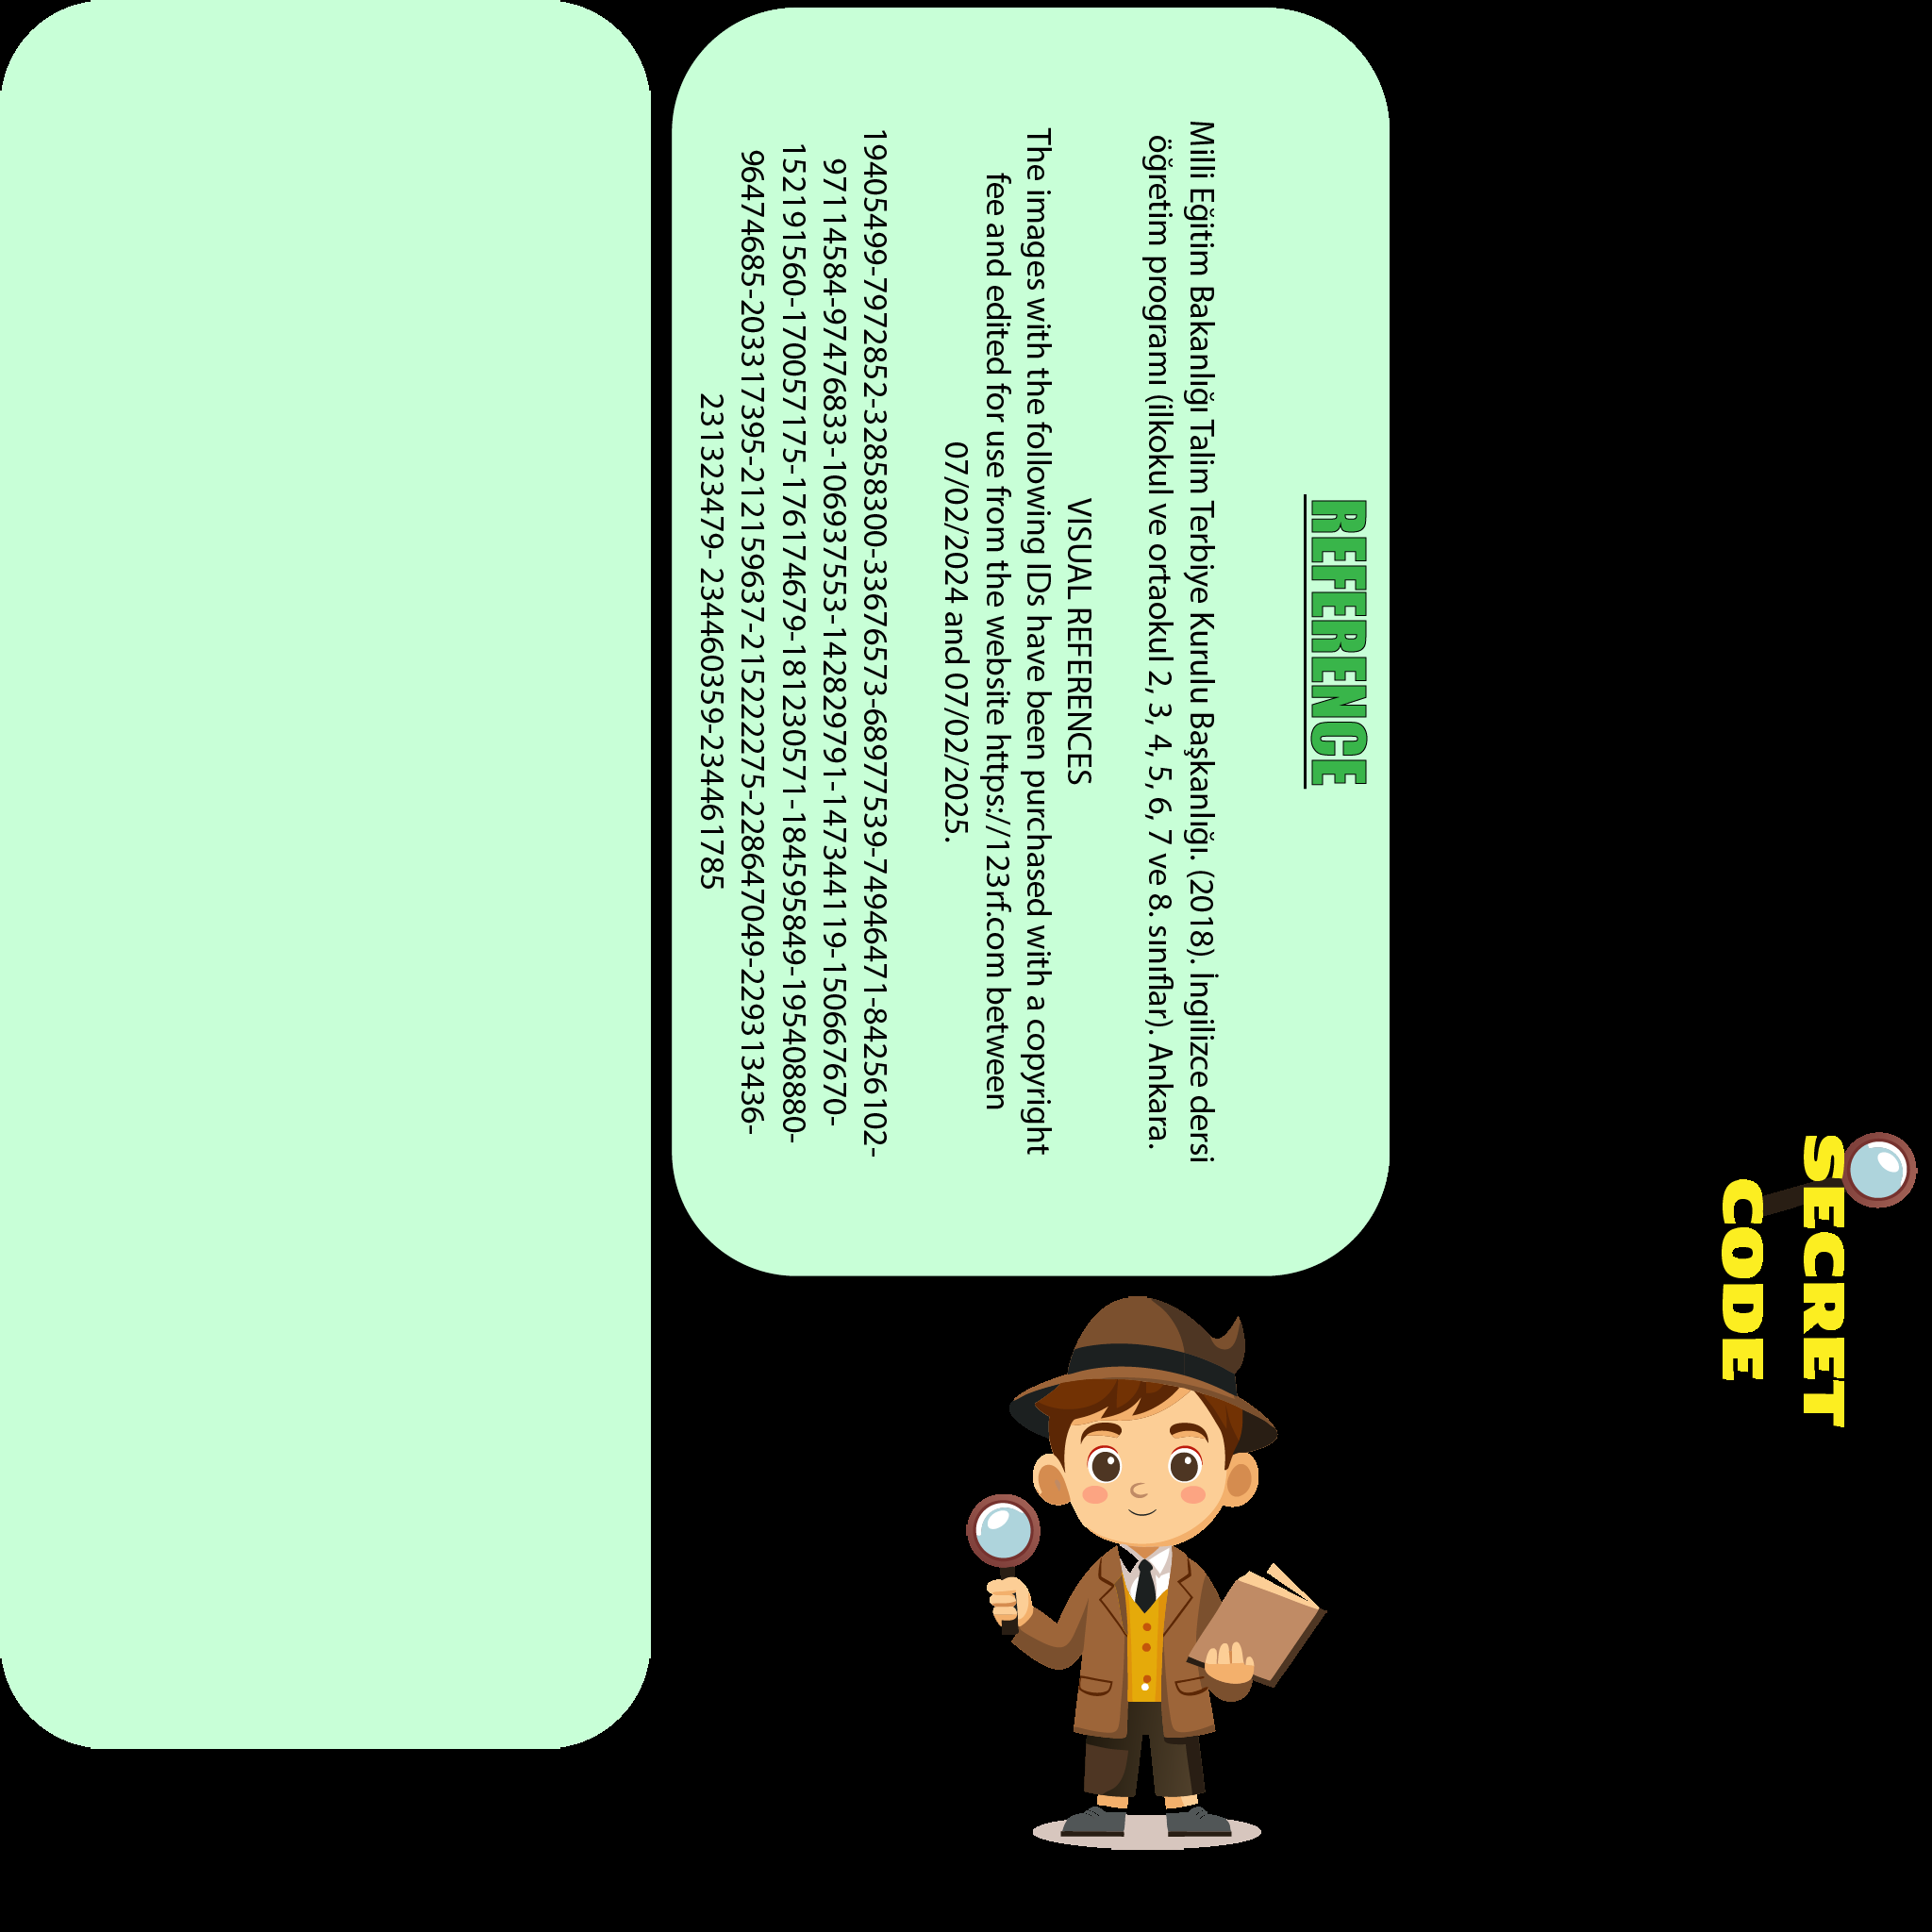 REFERENCE
Milli Eğitim Bakanlığı Talim Terbiye Kurulu Başkanlığı. (2018). İngilizce dersi
öğretim programı (ilkokul ve ortaokul 2, 3, 4, 5, 6, 7 ve 8. sınıflar). Ankara.
VISUAL REFERENCES
The images with the following IDs have been purchased with a copyright
fee and edited for use from the website https://123rf.com between
07/02/2024 and 07/02/2025.
19405499-7972852-32858300-33676573-68977539-74946471-84256102-
97114584-97476833-106937553-142829791-147344119-150667670-
152191560-170057175-176174679-181230571-184595849-195408880-
96474685-203317395-212159637-215222275-228647049-229313436-
231323479- 234460359-234461785
SECRET
CODE